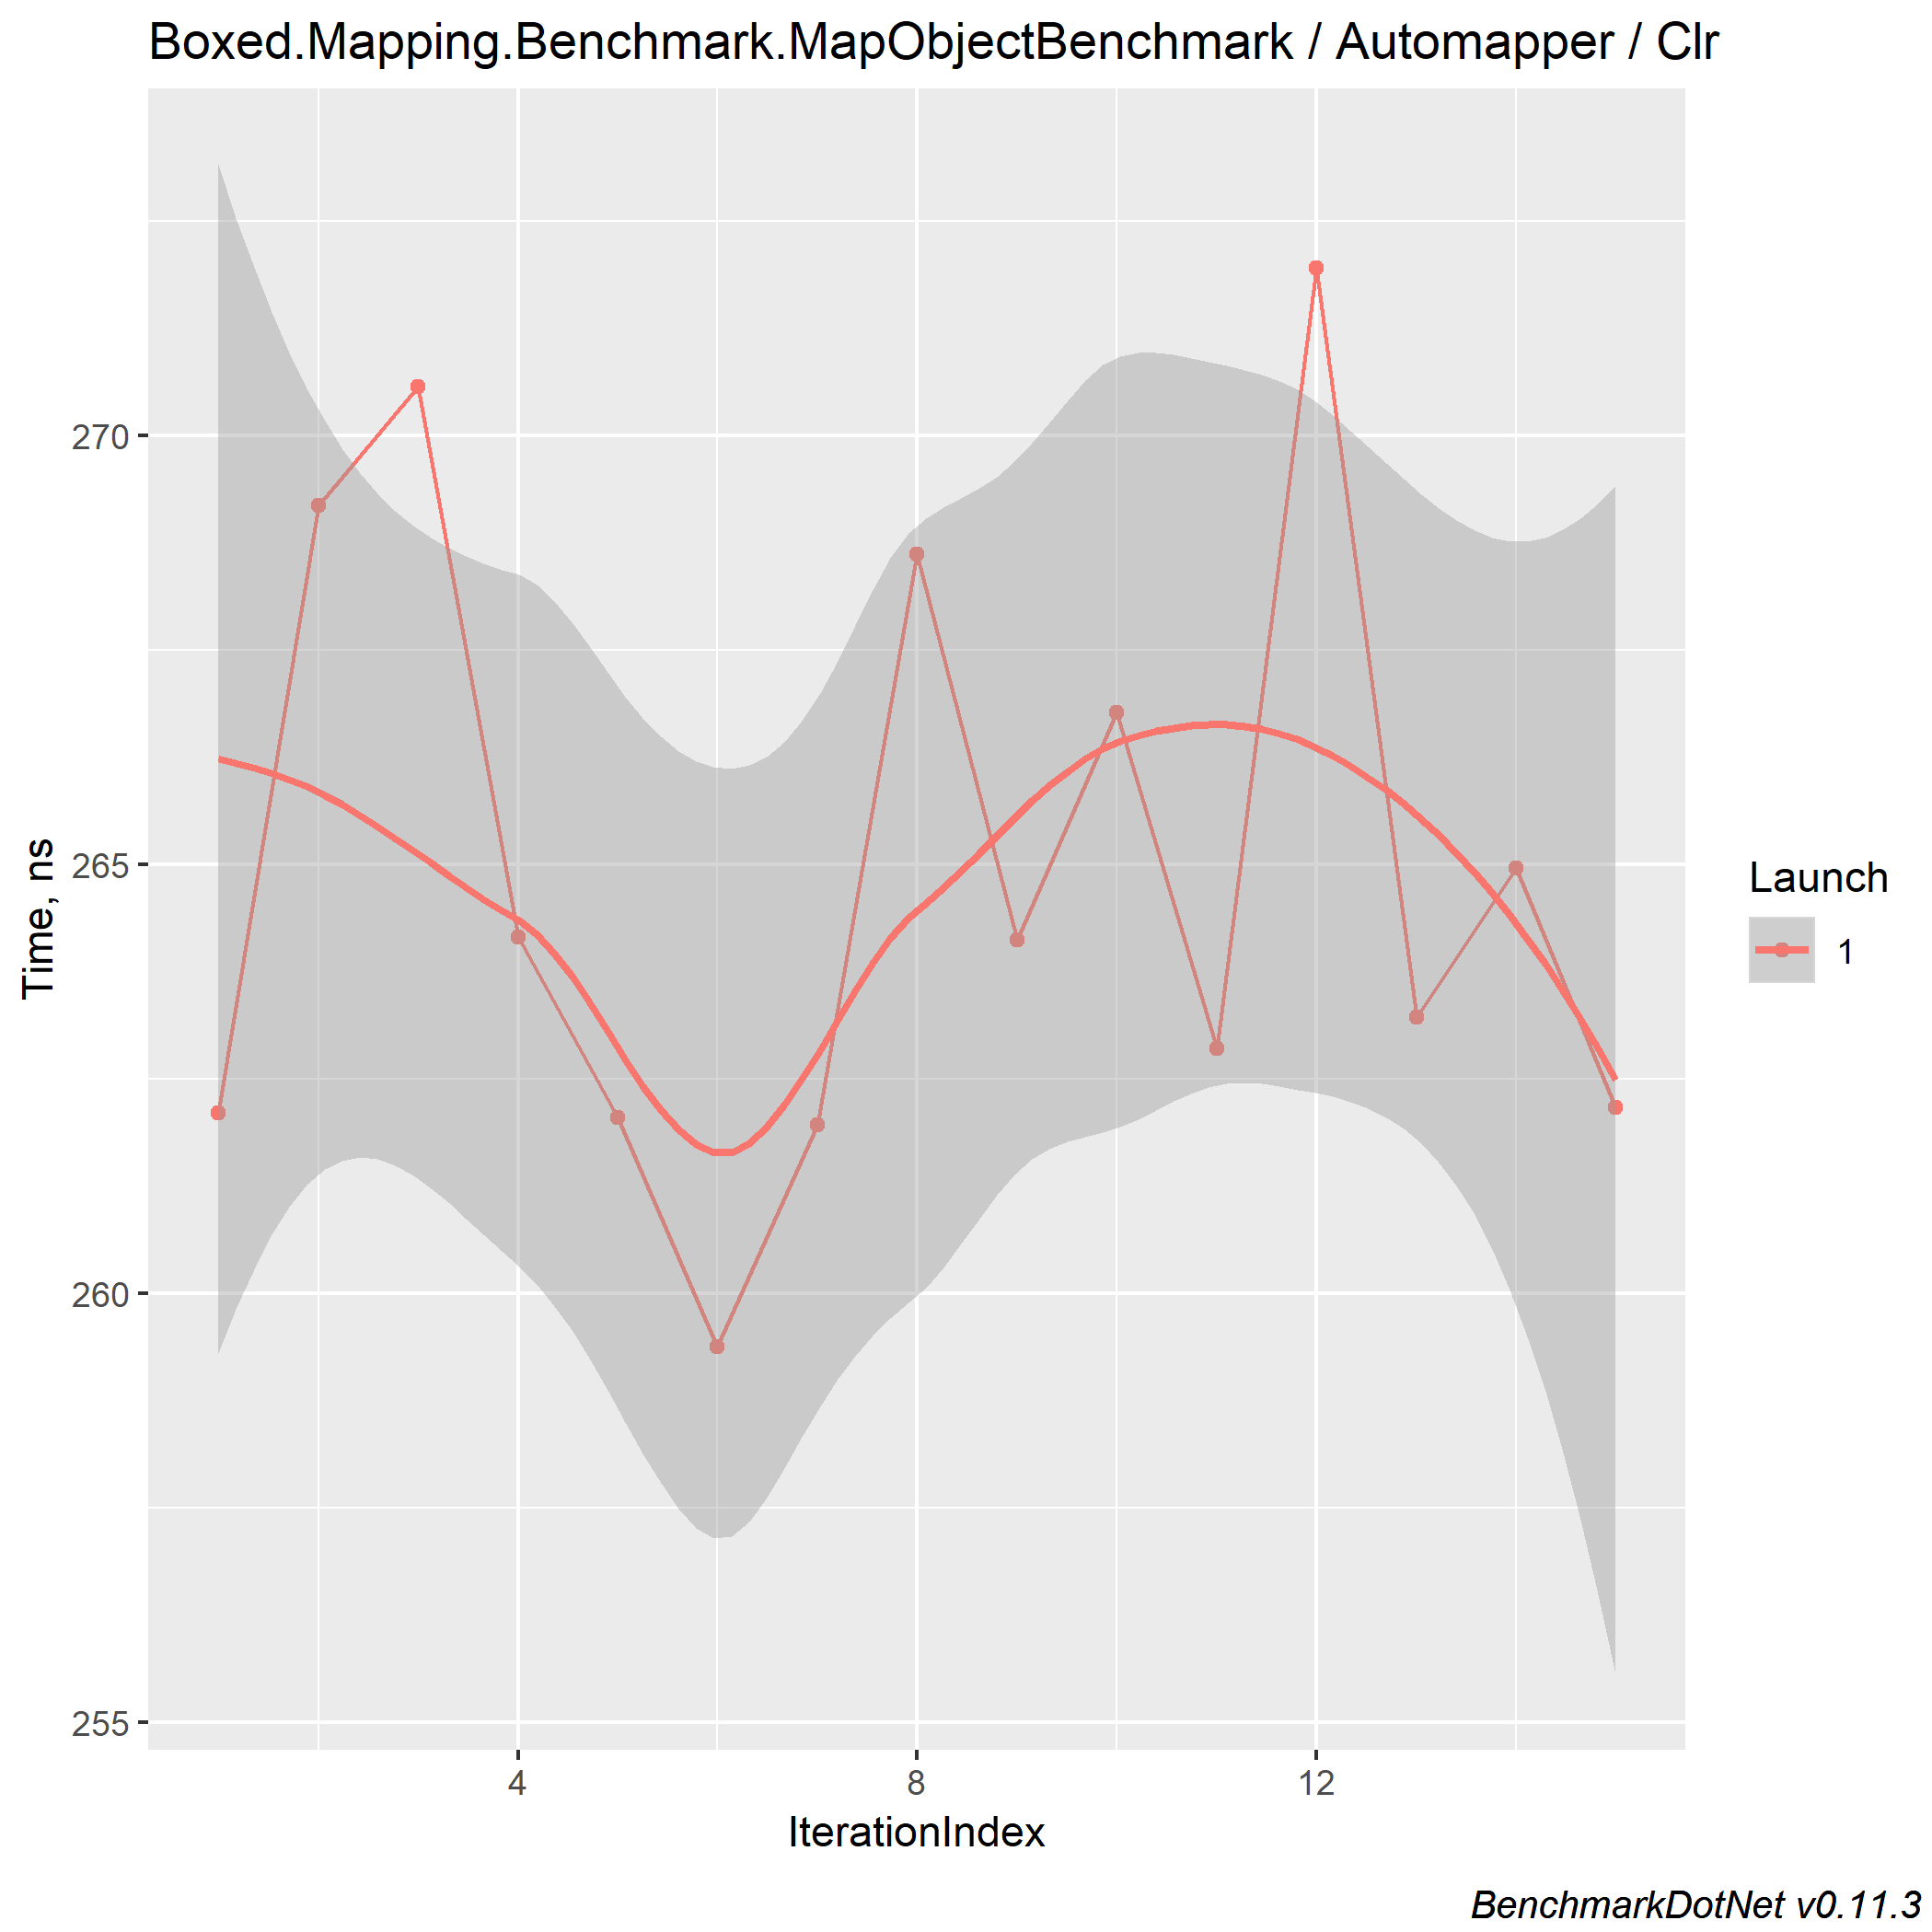 Boxed.Mapping.Benchmark.MapObjectBenchmark / Automapper / Clr
270
265
260
255
Time, ns
4 8 12
IterationIndex
Launch
1
BenchmarkDotNet v0.11.3